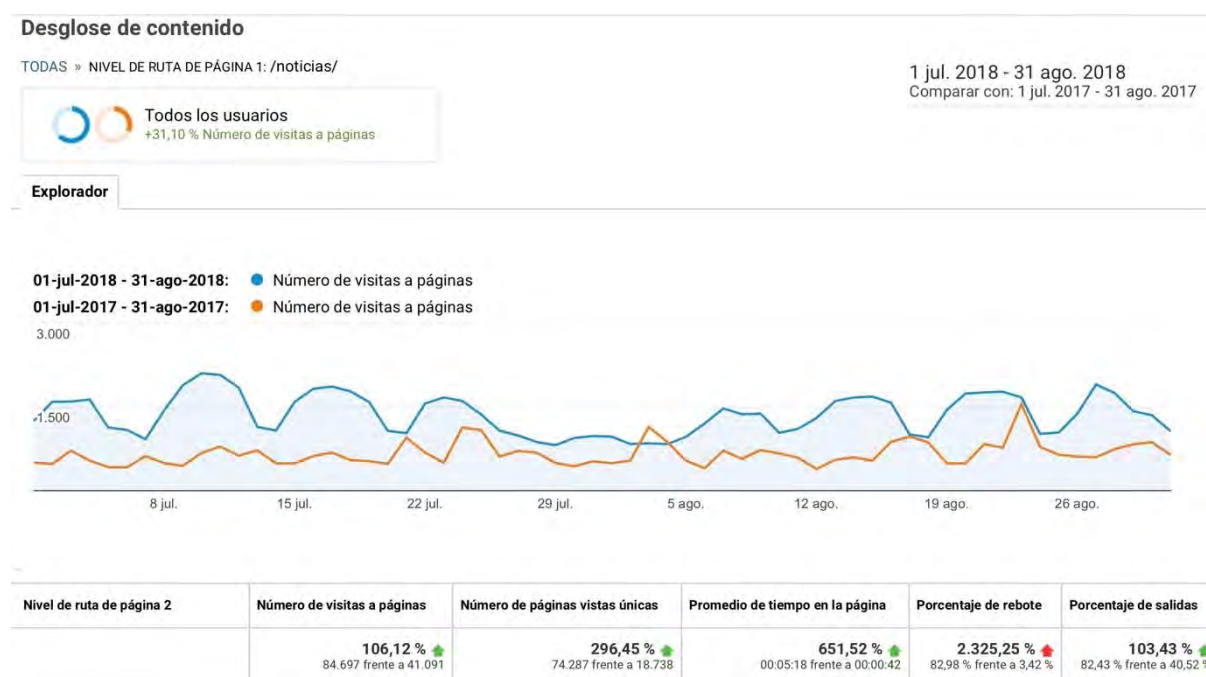 Desglose de contenido
TODAS » NIVEL DE RUTA DE PÁGINA 1: /noticias/
1 jul. 2018 - 31 ago. 2018
Comparar con: 1 jul. 2017 - 31 ago. 2017
Todos los usuarios
+31,10 % Número de visitas a páginas
Explorador
01-jul-2018 - 31-ago-2018: Número de visitas a páginas
01-jul-2017 - 31-ago-2017: Número de visitas a páginas
3.000
1.500
8 jul. 15 jul. 22 jul. 29 jul. 5 ago. 12 ago. 19 ago. 26 ago.
Nivel de ruta de página 2 Número de visitas a páginas Número de páginas vistas únicas Promedio de tiempo en la página Porcentaje de rebote Porcentaje de salidas
106,12 % 296,45 % 651,52 % 2.325,25 % 103,43 %
84.697 frente a 41.091 74.287 frente a 18.738 00:05:18 frente a 00:00:42 82,98 % frente a 3,42 % 82,43 % frente a 40,52 %